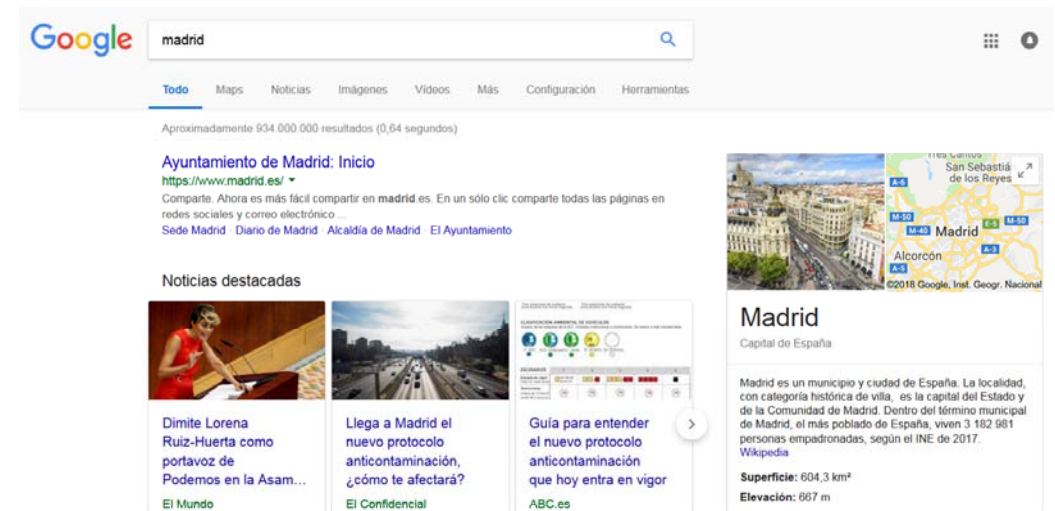 Google
madrid
Todo Maps Noticias Imágenes Vídeos Más Configuración Herramientas
Aproximadamente 934.000.000 resultados (0,64 segundos)
Ayuntamiento de Madrid: Inicio
https://www.madrid.es/
Comparte. Ahora es más fácil compartir en madrid.es. En un sólo clic comparte todas las páginas en
redes sociales y correo electrónico ...
Sede Madrid · Diario de Madrid · Alcaldía de Madrid · El Ayuntamiento
Noticias destacadas
Dimite Lorena
Ruiz-Huerta como
portavoz de
Podemos en la Asam...
El Mundo
Llega a Madrid el
nuevo protocolo
anticontaminación,
¿cómo te afectará?
El Confidencial
CLASIFICACIÓN AMBIENTAL DE VEHÍCULOS
ESCENARIOS
Guía para entender
el nuevo protocolo
anticontaminación
que hoy entra en vigor
ABC.es
Tres Cantos
San Sebastiá
de los Reyes
A-6
M-50
M-40
Madrid
E-5
M-50
A-3
Alcorcón
A-5
©2018 Google, Inst. Geogr. Nacional
Madrid
Capital de España
Madrid es un municipio y ciudad de España. La localidad,
con categoría histórica de villa, es la capital del Estado y
de la Comunidad de Madrid. Dentro del término municipal
de Madrid, el más poblado de España, viven 3 182 981
personas empadronadas, según el INE de 2017.
Wikipedia
Superficie: 604,3 km²
Elevación: 667 m